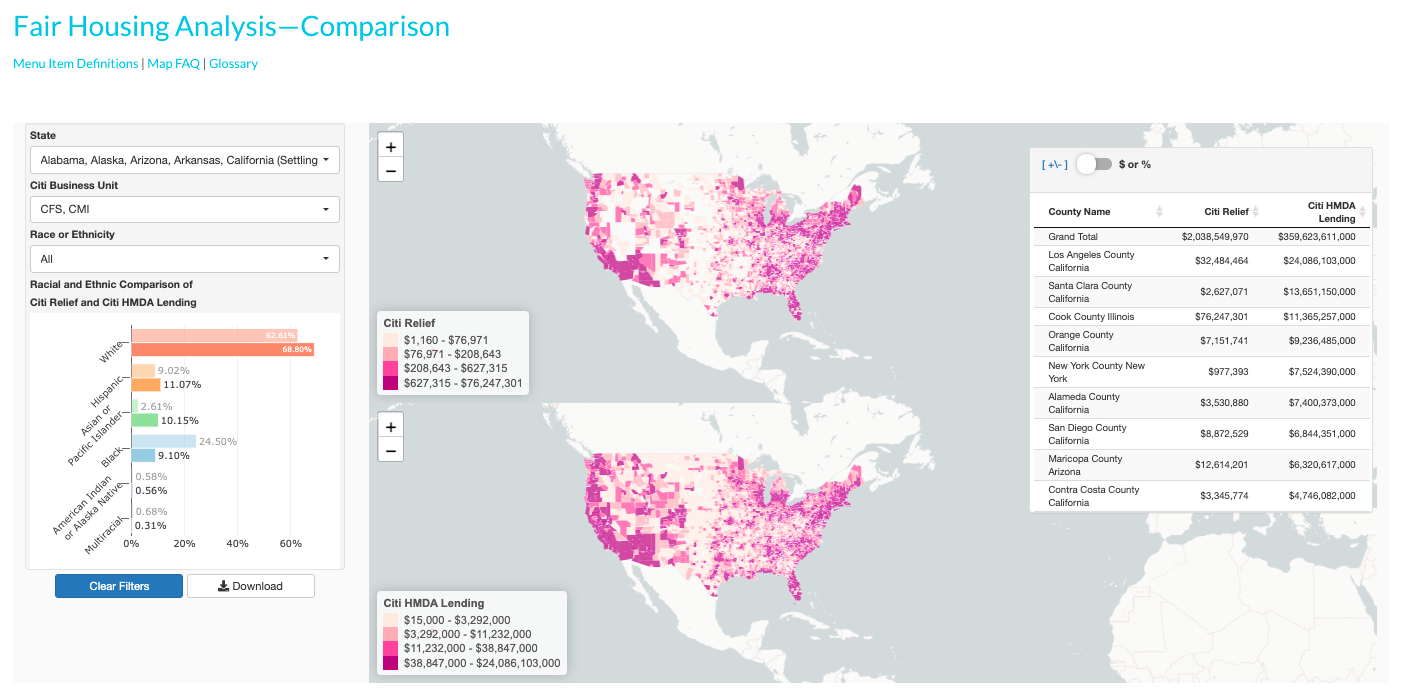 Fair Housing Analysis—Comparison
Menu Item Definitions | Map FAQ | Glossary
State
Alabama, Alaska, Arizona, Arkansas, California (Settling
Citi Business Unit
CFS, CMI
Race or Ethnicity
All
Racial and Ethnic Comparison of
Citi Relief and Citi HMDA Lending
White
62.61%
68.80%
Hispanic
9.02%
11.07%
Asian or
Pacific Islander
2.61%
10.15%
Black
24.50%
9.10%
American Indian
or Alaska Native
0.58%
0.56%
Multiracial
0.68%
0.31%
0% 20% 40% 60%
Clear Filters
Download
+
−
Citi Relief
$1,160 - $76,971
$76,971 - $208,643
$208,643 - $627,315
$627,315 - $76,247,301
+
−
Citi HMDA Lending
$15,000 - $3,292,000
$3,292,000 - $11,232,000
$11,232,000 - $38,847,000
$38,847,000 - $24,086,103,000
[ +\- ] $ or %
County Name Citi Relief Citi HMDA
Lending
Grand Total $2,038,549,970 $359,623,611,000
Los Angeles County
California $32,484,464 $24,086,103,000
Santa Clara County
California $2,627,071 $13,651,150,000
Cook County Illinois $76,247,301 $11,365,257,000
Orange County
California $7,151,741 $9,236,485,000
New York County New
York $977,393 $7,524,390,000
Alameda County
California $3,530,880 $7,400,373,000
San Diego County
California $8,872,529 $6,844,351,000
Maricopa County
Arizona $12,614,201 $6,320,617,000
Contra Costa County
California $3,345,774 $4,746,082,000